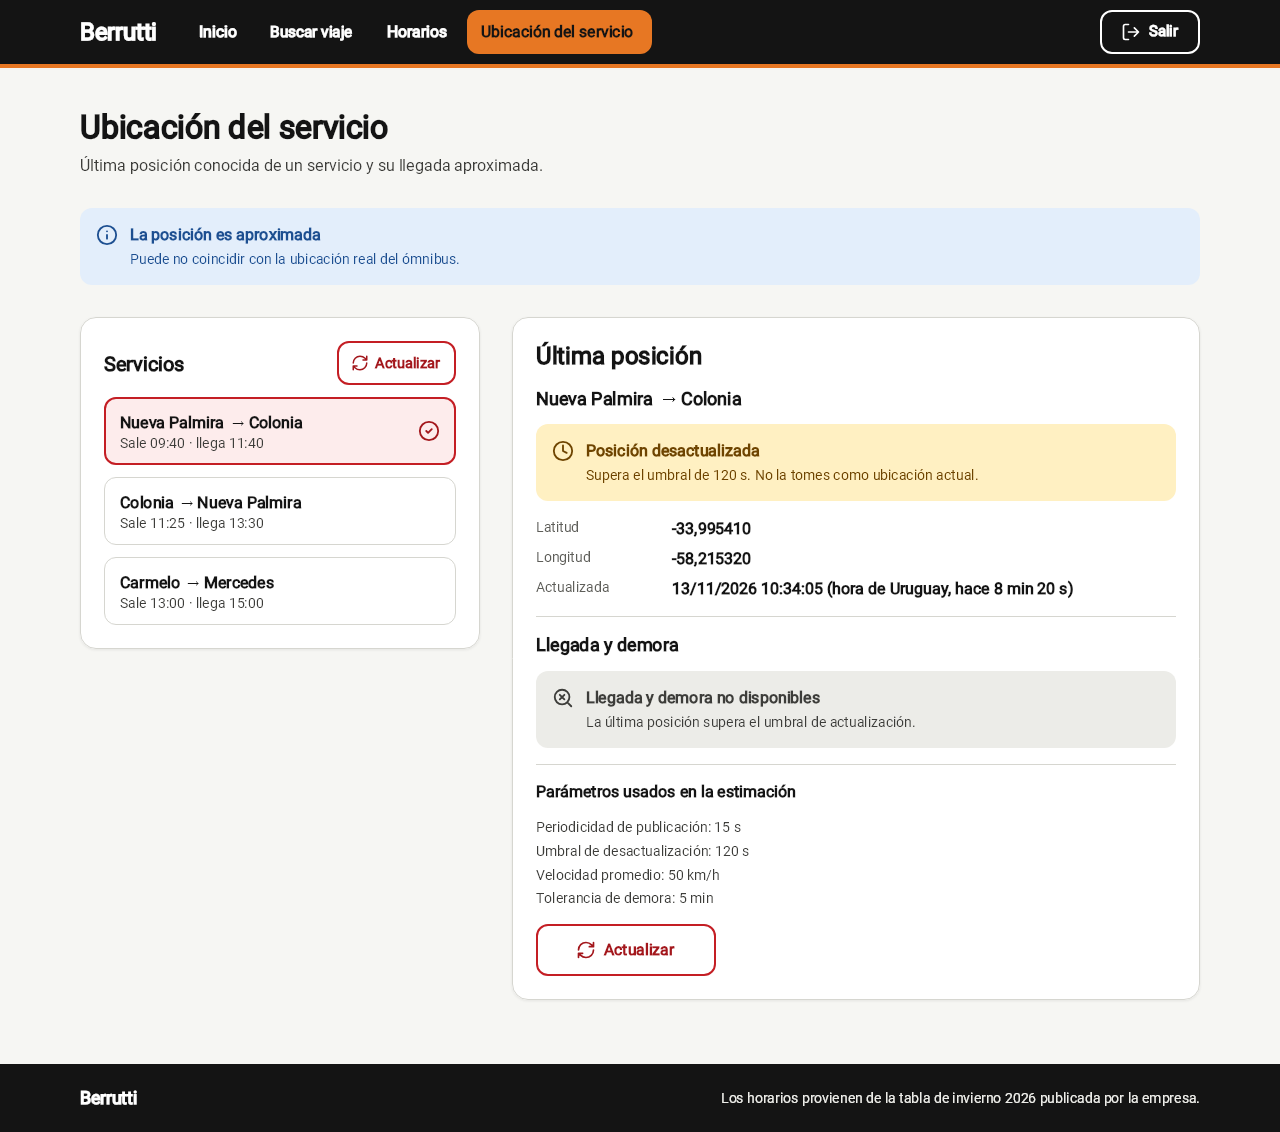 Berrutti
Inicio
Buscar viaje
Horarios
Ubicación del servicio
Salir
Ubicación del servicio
Última posición conocida de un servicio y su llegada aproximada.
La posición es aproximada
Puede no coincidir con la ubicación real del ómnibus.
Servicios
Actualizar
Nueva Palmira → Colonia
Sale 09:40 · llega 11:40
Colonia → Nueva Palmira
Sale 11:25 · llega 13:30
Carmelo → Mercedes
Sale 13:00 · llega 15:00
Última posición
Nueva Palmira → Colonia
Posición desactualizada
Supera el umbral de 120 s. No la tomes como ubicación actual.
Latitud -33,995410
Longitud -58,215320
Actualizada 13/11/2026 10:34:05 (hora de Uruguay, hace 8 min 20 s)
Llegada y demora
Llegada y demora no disponibles
La última posición supera el umbral de actualización.
Parámetros usados en la estimación
Periodicidad de publicación: 15 s
Umbral de desactualización: 120 s
Velocidad promedio: 50 km/h
Tolerancia de demora: 5 min
Actualizar
Berrutti
Los horarios provienen de la tabla de invierno 2026 publicada por la empresa.